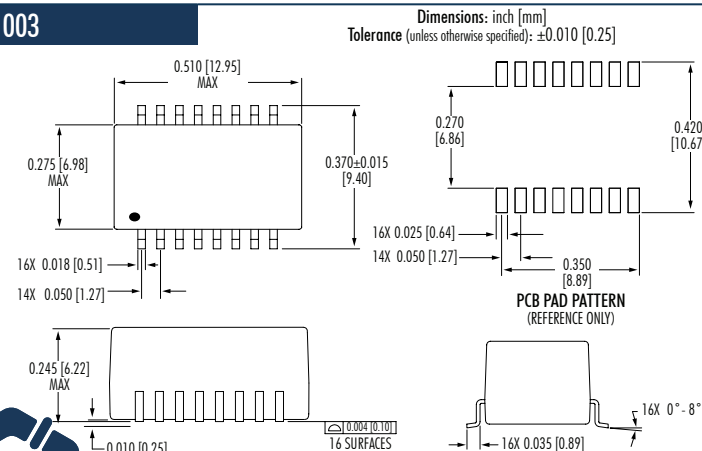 003
Dimensions: inch [mm]
Tolerance (unless otherwise specified): ±0.010 [0.25]
0.510 [12.95]
MAX
0.275 [6.98]
MAX
0.370±0.015
[9.40]
16X 0.018 [0.51]
14X 0.050 [1.27]
0.270
[6.86]
0.420
[10.67
16X 0.025 [0.64]
14X 0.050 [1.27]
0.350
[8.89]
PCB PAD PATTERN
(REFERENCE ONLY)
0.245 [6.22]
MAX
0.010 [0.25]
0.004 [0.10]
16 SURFACES
16X 0°- 8°
16X 0.035 [0.89]